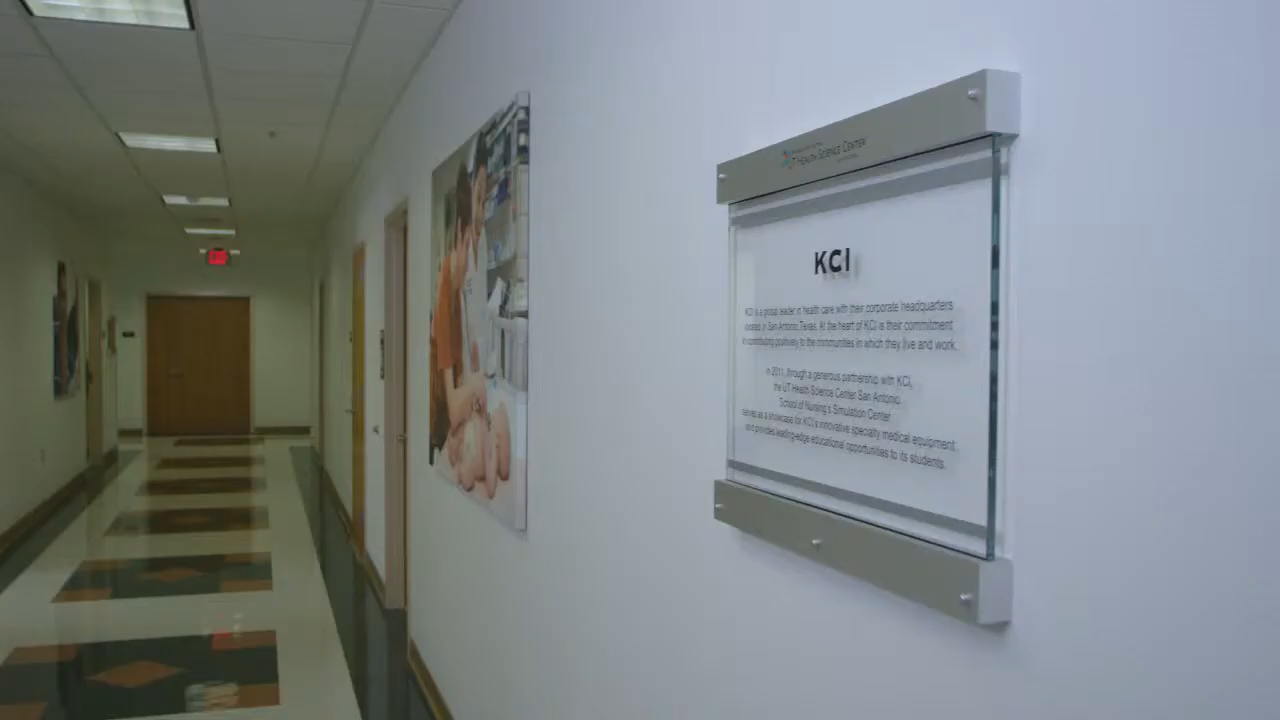 UT HEALTH SCIENCE CENTER
KCI
KCI is a global leader in health care with their corporate headquarters
located in San Antonio, Texas. At the heart of KCI is their commitment
to contributing positively to the communities in which they live and work.
In 2011, through a generous partnership with KCI,
the UT Health Science Center San Antonio,
School of Nursing's Simulation Center
serves as a showcase for KCI's innovative specialty medical equipment
and provides leading-edge educational opportunities to its students.